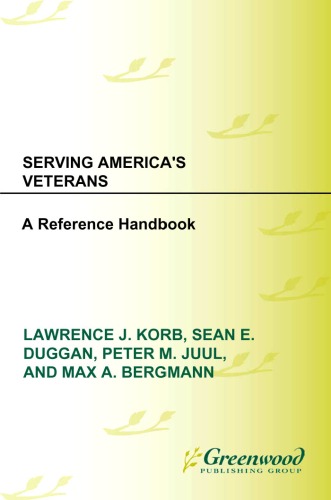 SERVING AMERICA'S
VETERANS
A Reference Handbook
LAWRENCE J. KORB, SEAN E.
DUGGAN, PETER M. JUUL,
AND MAX A. BERGMANN
Greenwood
PUBLISHING GROUP